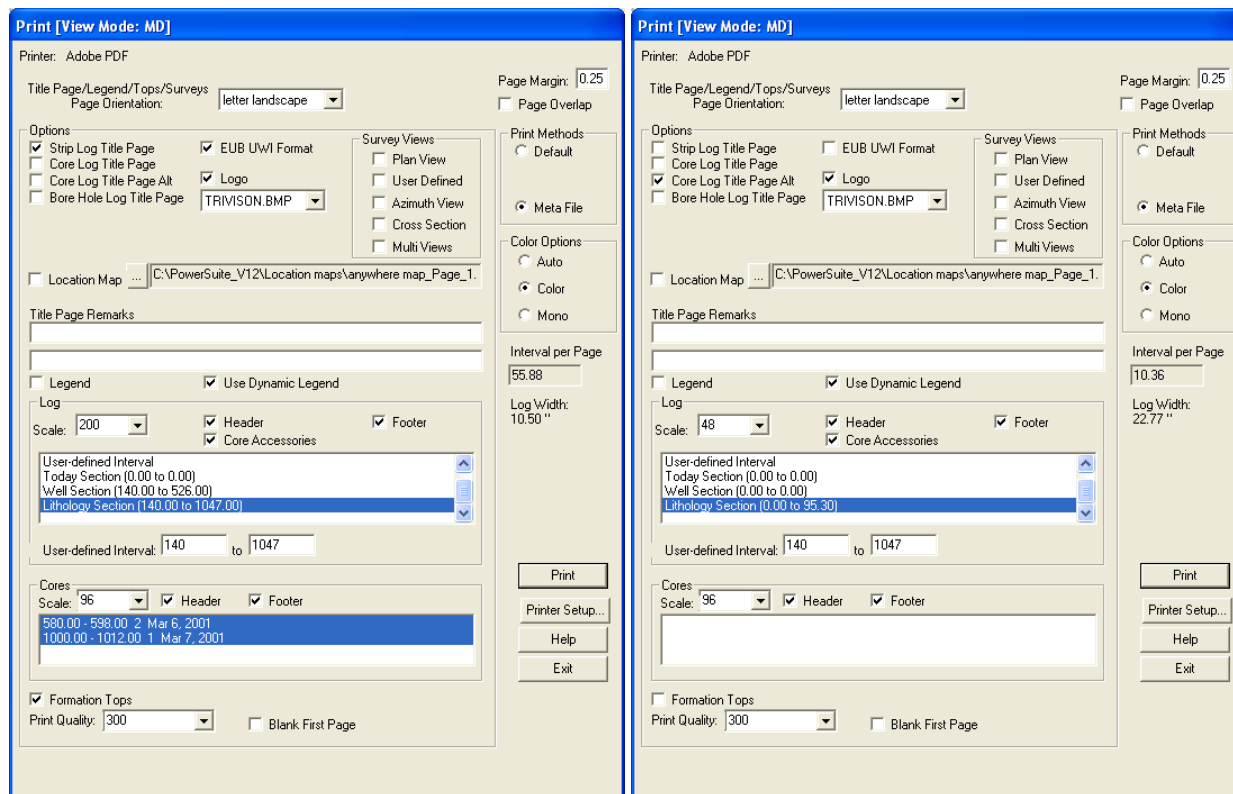 Print [View Mode: MD]
Printer: Adobe PDF
Page Margin: 0.25
Title Page/Legend/Tops/Surveys
Page Orientation: letter landscape
Page Overlap
Options
Strip Log Title Page
EUB UWI Format
Core Log Title Page
Core Log Title Page Alt
Logo
Bore Hole Log Title Page
TRIVISON.BMP
Survey Views
Plan View
User Defined
Azimuth View
Cross Section
Multi Views
Print Methods
Default
Meta File
Color Options
Auto
Color
Mono
Location Map ... C:\PowerSuite_V12\Location maps\anywhere map_Page_1.
Title Page Remarks
Interval per Page
55.88
Legend
Use Dynamic Legend
Log Width:
10.50 "
Log
Scale: 200
Header
Footer
Core Accessories
User-defined Interval
Today Section (0.00 to 0.00)
Well Section (140.00 to 526.00)
Lithology Section (140.00 to 1047.00)
User-defined Interval: 140 to 1047
Cores
Scale: 96
Header
Footer
580.00 - 598.00 2 Mar 6, 2001
1000.00 - 1012.00 1 Mar 7, 2001
Print
Printer Setup...
Help
Exit
Formation Tops
Print Quality: 300
Blank First Page
Print [View Mode: MD]
Printer: Adobe PDF
Page Margin: 0.25
Title Page/Legend/Tops/Surveys
Page Orientation: letter landscape
Page Overlap
Options
Strip Log Title Page
EUB UWI Format
Core Log Title Page
Core Log Title Page Alt
Logo
Bore Hole Log Title Page
TRIVISON.BMP
Survey Views
Plan View
User Defined
Azimuth View
Cross Section
Multi Views
Print Methods
Default
Meta File
Color Options
Auto
Color
Mono
Location Map ... C:\PowerSuite_V12\Location maps\anywhere map_Page_1.
Title Page Remarks
Interval per Page
10.36
Legend
Use Dynamic Legend
Log Width:
22.77 "
Log
Scale: 48
Header
Footer
Core Accessories
User-defined Interval
Today Section (0.00 to 0.00)
Well Section (0.00 to 0.00)
Lithology Section (0.00 to 95.30)
User-defined Interval: 140 to 1047
Cores
Scale: 96
Header
Footer
Print
Printer Setup...
Help
Exit
Formation Tops
Print Quality: 300
Blank First Page